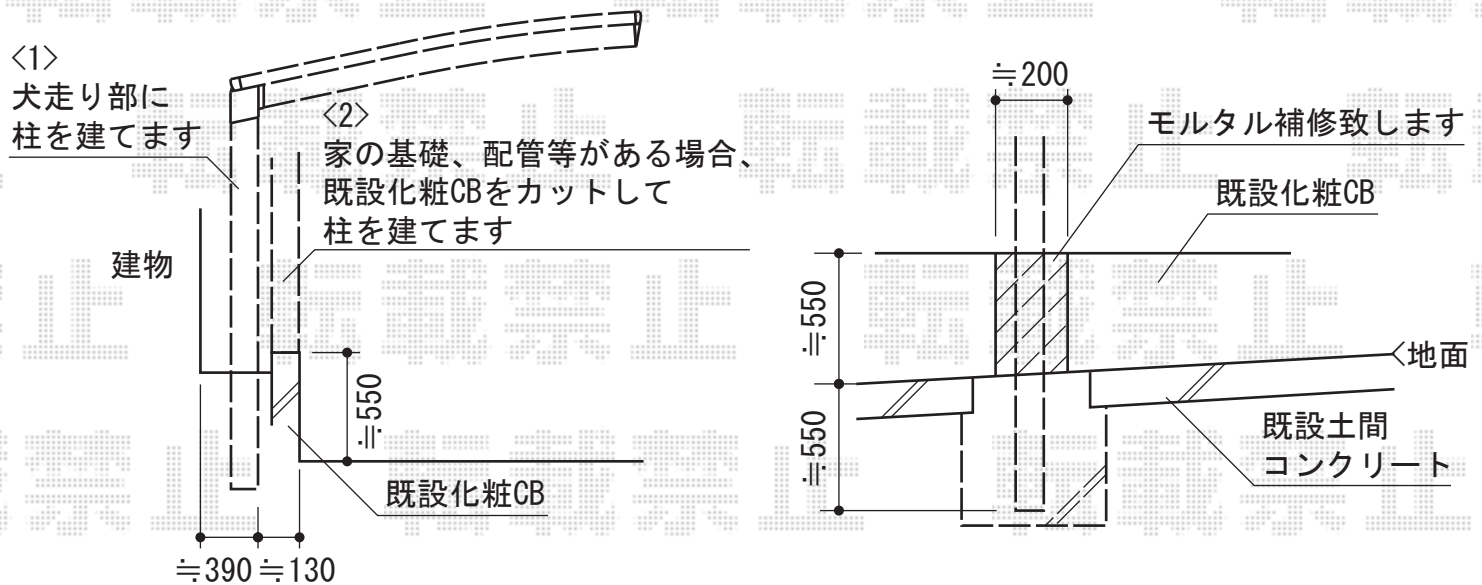 <1>
犬走り部に
柱を建てます
<2>
家の基礎、配管等がある場合、
既設化粧CBをカットして
柱を建てます
建物
≒550
既設化粧CB
≒390
≒130
≒200
モルタル補修致します
既設化粧CB
≒550
<地面
≒550
既設土間
コンクリート
転載禁止